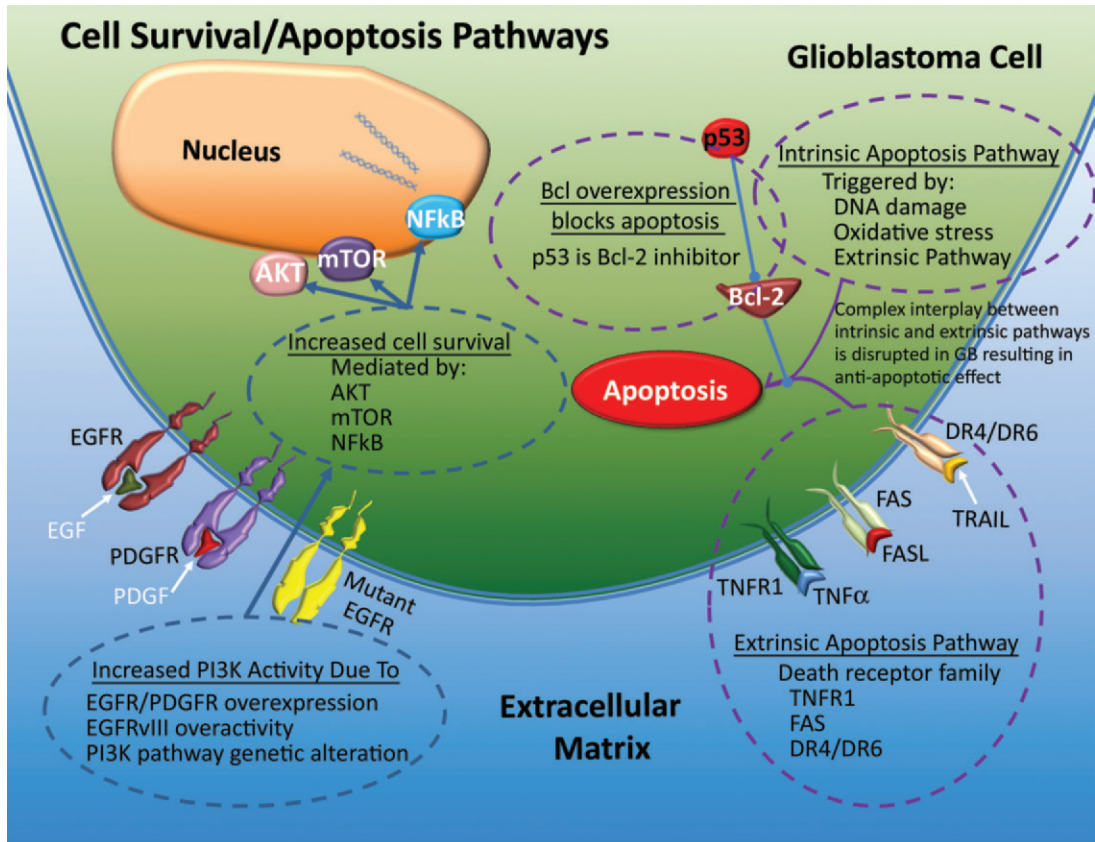 Cell Survival/Apoptosis Pathways
Glioblastoma Cell
Nucleus
NFkB
mTOR
AKT
p53
Bcl overexpression
blocks apoptosis
p53 is Bcl-2 inhibitor
Intrinsic Apoptosis Pathway
Triggered by:
DNA damage
Oxidative stress
Extrinsic Pathway
Bcl-2
Complex interplay between
intrinsic and extrinsic pathways
is disrupted in GB resulting in
anti-apoptotic effect
Increased cell survival
Mediated by:
AKT
mTOR
NFkB
Apoptosis
EGFR
EGF
PDGFR
PDGF
Mutant
EGFR
DR4/DR6
TRAIL
FAS
FASL
TNFR1
TNFα
Increased PI3K Activity Due To
EGFR/PDGFR overexpression
EGFRvIII overactivity
PI3K pathway genetic alteration
Extracellular
Matrix
Extrinsic Apoptosis Pathway
Death receptor family
TNFR1
FAS
DR4/DR6